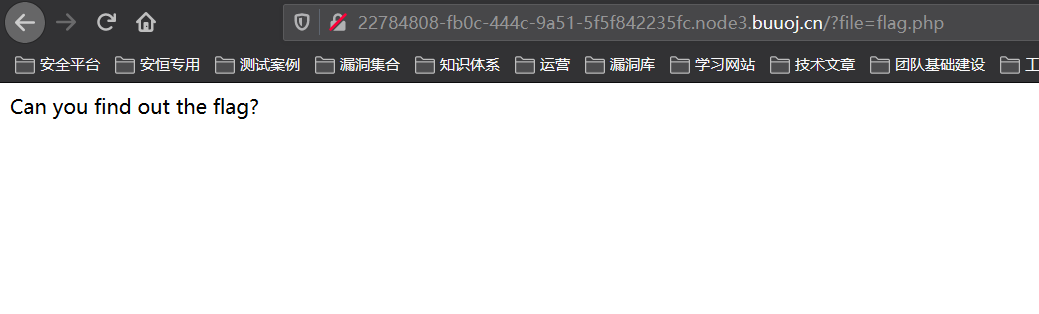 22784808-fb0c-444c-9a51-5f5f842235fc.node3.buuoj.cn/?file=flag.php
安全平台 安恒专用 测试案例 漏洞集合 知识体系 运营 漏洞库 学习网站 技术文章 团队基础建设 工
Can you find out the flag?